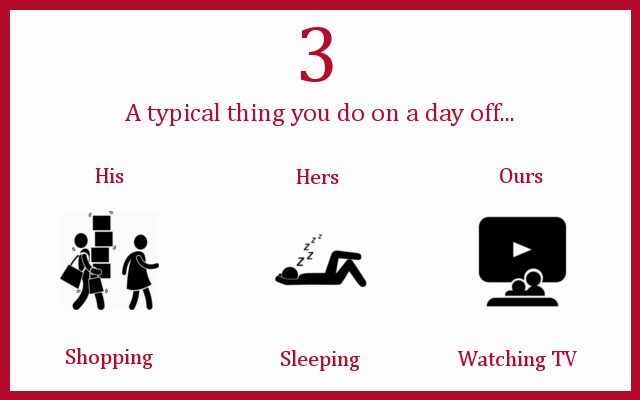 3
A typical thing you do on a day off...
His
Hers
Ours
z z z z z
Shopping
Sleeping
Watching TV